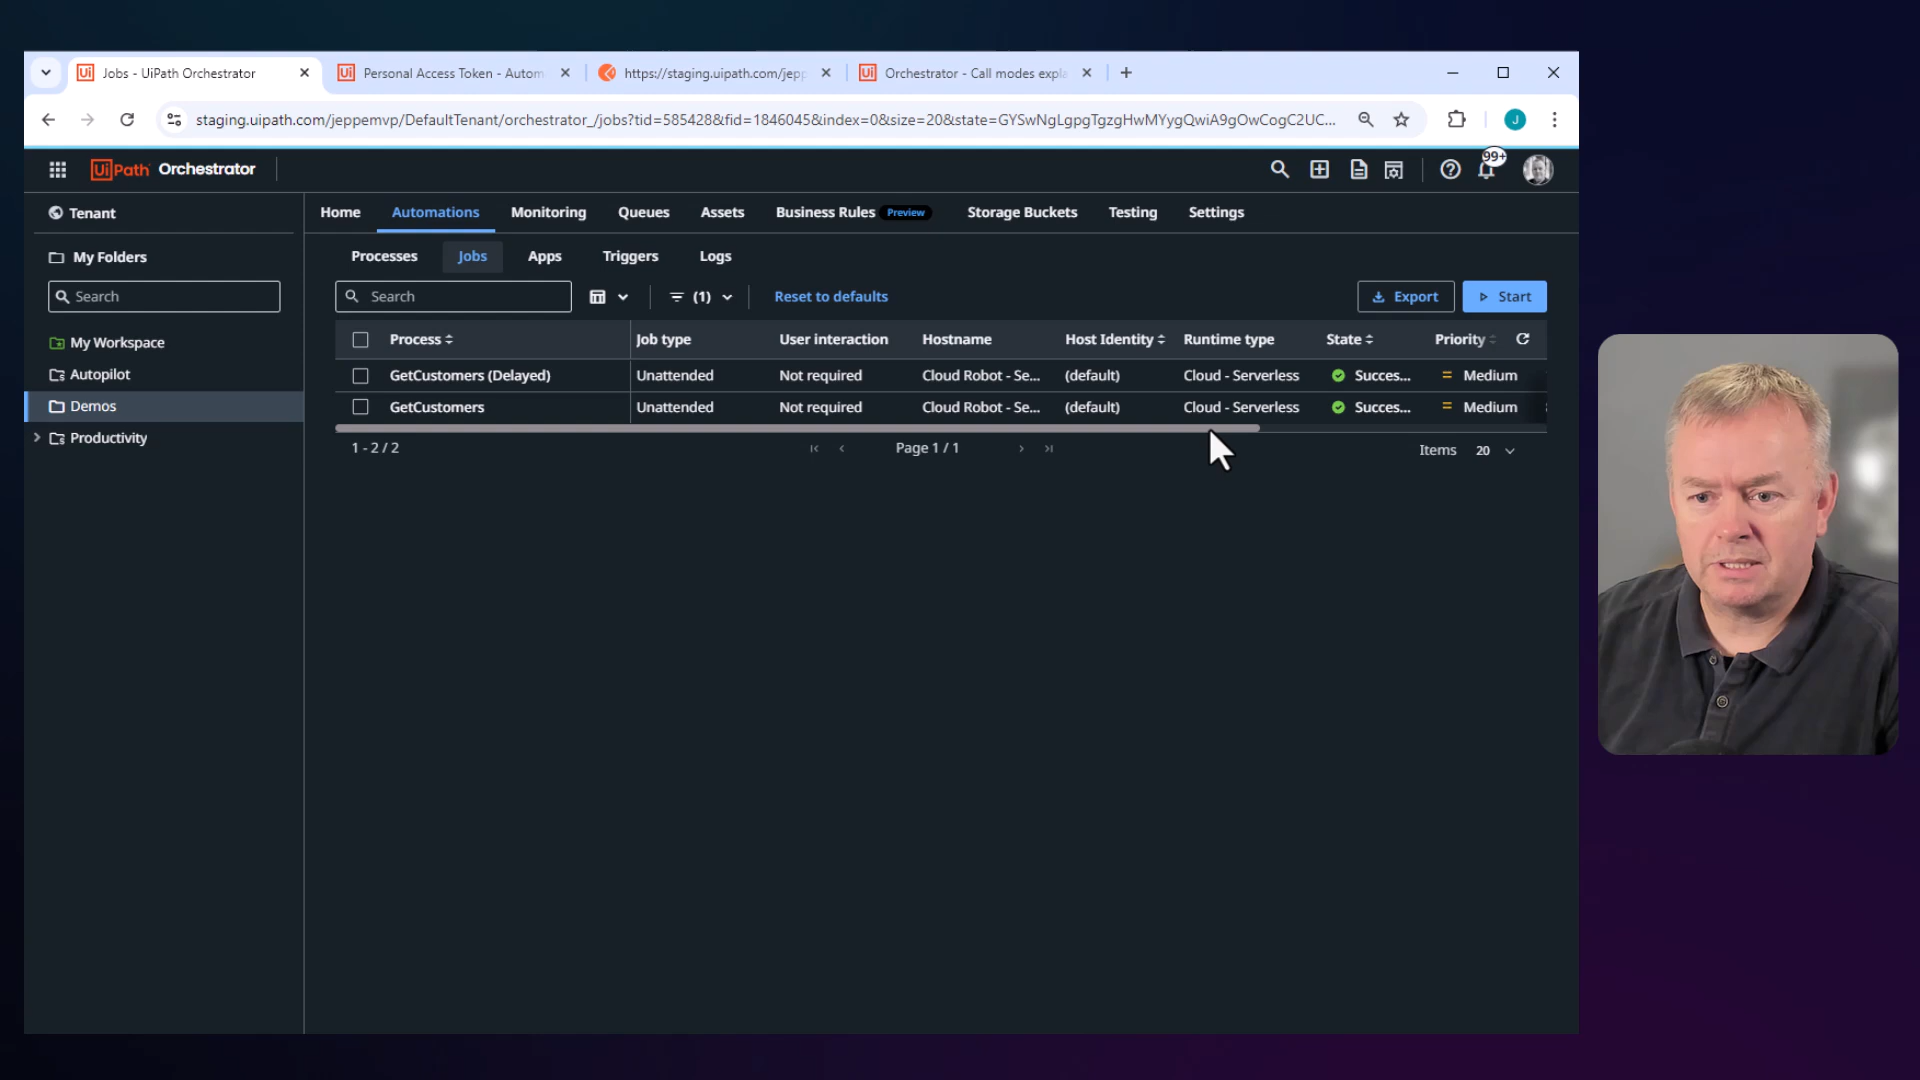 Jobs - UiPath Orchestrator
Personal Access Token - Autom
https://staging.uipath.com/jepp
Orchestrator - Call modes expla
staging.uipath.com/jeppemvp/DefaultTenant/orchestrator_/jobs?tid=585428&fid=1846045&index=0&size=20&state=GYSwNgLgpgTgzgHwMYygQwiA9gOwCogC2UC...
J
UiPath Orchestrator
99+
Tenant
Home
Automations
Monitoring
Queues
Assets
Business Rules Preview
Storage Buckets
Testing
Settings
My Folders
Search
My Workspace
Autopilot
Demos
Productivity
Processes
Jobs
Apps
Triggers
Logs
Search
(1)
Reset to defaults
Export
Start
Process Job type User interaction Hostname Host Identity Runtime type State Priority
GetCustomers (Delayed) Unattended Not required Cloud Robot - Se... (default) Cloud - Serverless Succes... Medium
GetCustomers Unattended Not required Cloud Robot - Se... (default) Cloud - Serverless Succes... Medium
1 - 2 / 2
Page 1 / 1
Items 20